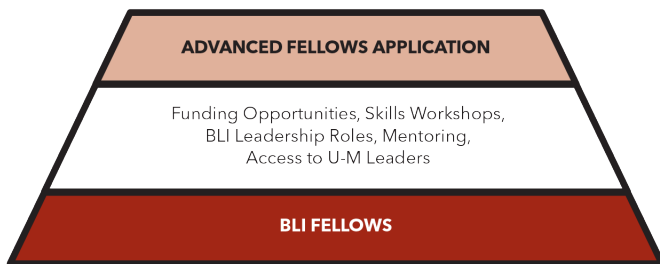 ADVANCED FELLOWS APPLICATION
Funding Opportunities, Skills Workshops,
BLI Leadership Roles, Mentoring,
Access to U-M Leaders
BLI FELLOWS